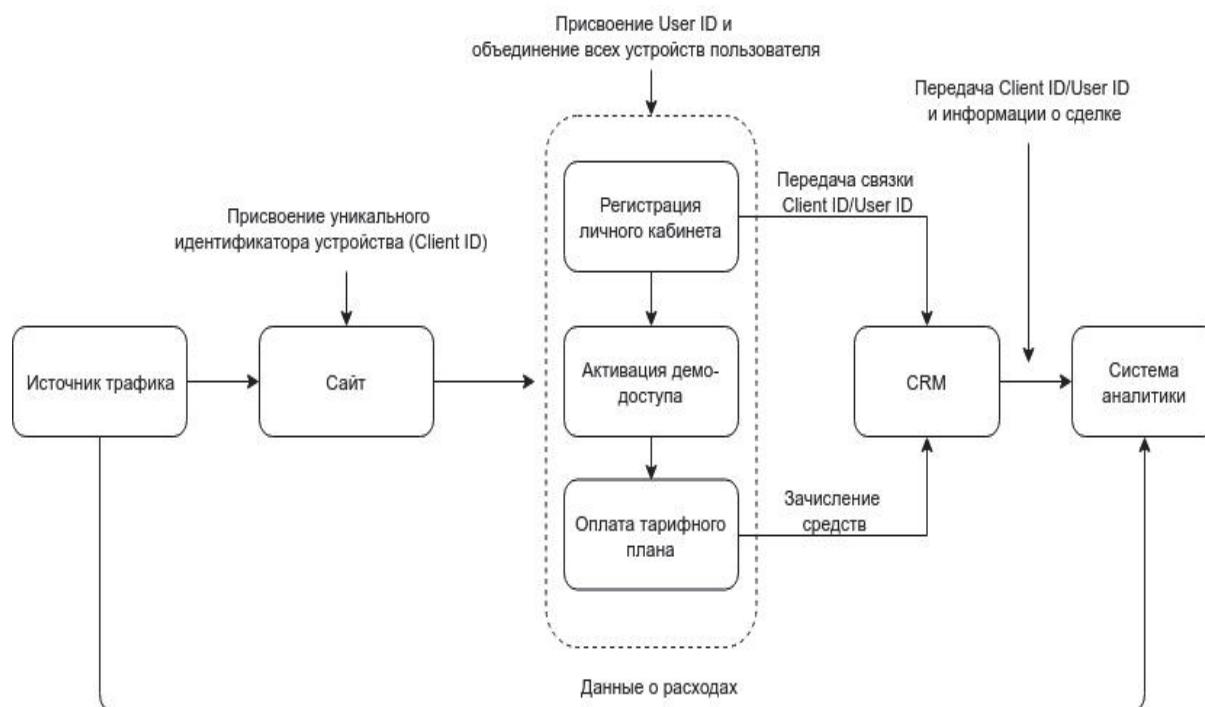 Присвоение User ID и
объединение всех устройств пользователя
Передача Client ID/User ID
и информации о сделке
Присвоение уникального
идентификатора устройства (Client ID)
Регистрация
личного кабинета
Передача связки
Client ID/User ID
Источник трафика
Сайт
Активация демо-
доступа
CRM
Система
аналитики
Оплата тарифного
плана
Зачисление
средств
Данные о расходах